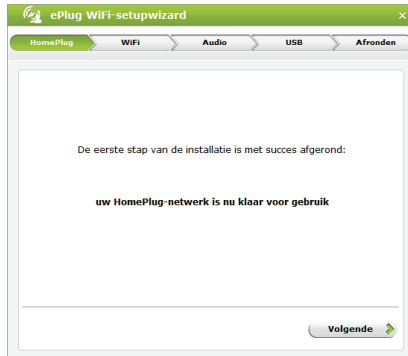 ePlug WiFi-setupwizard
HomePlug WiFi Audio USB Afronden
De eerste stap van de installatie is met succes afgerond:
uw HomePlug-netwerk is nu klaar voor gebruik
Volgende